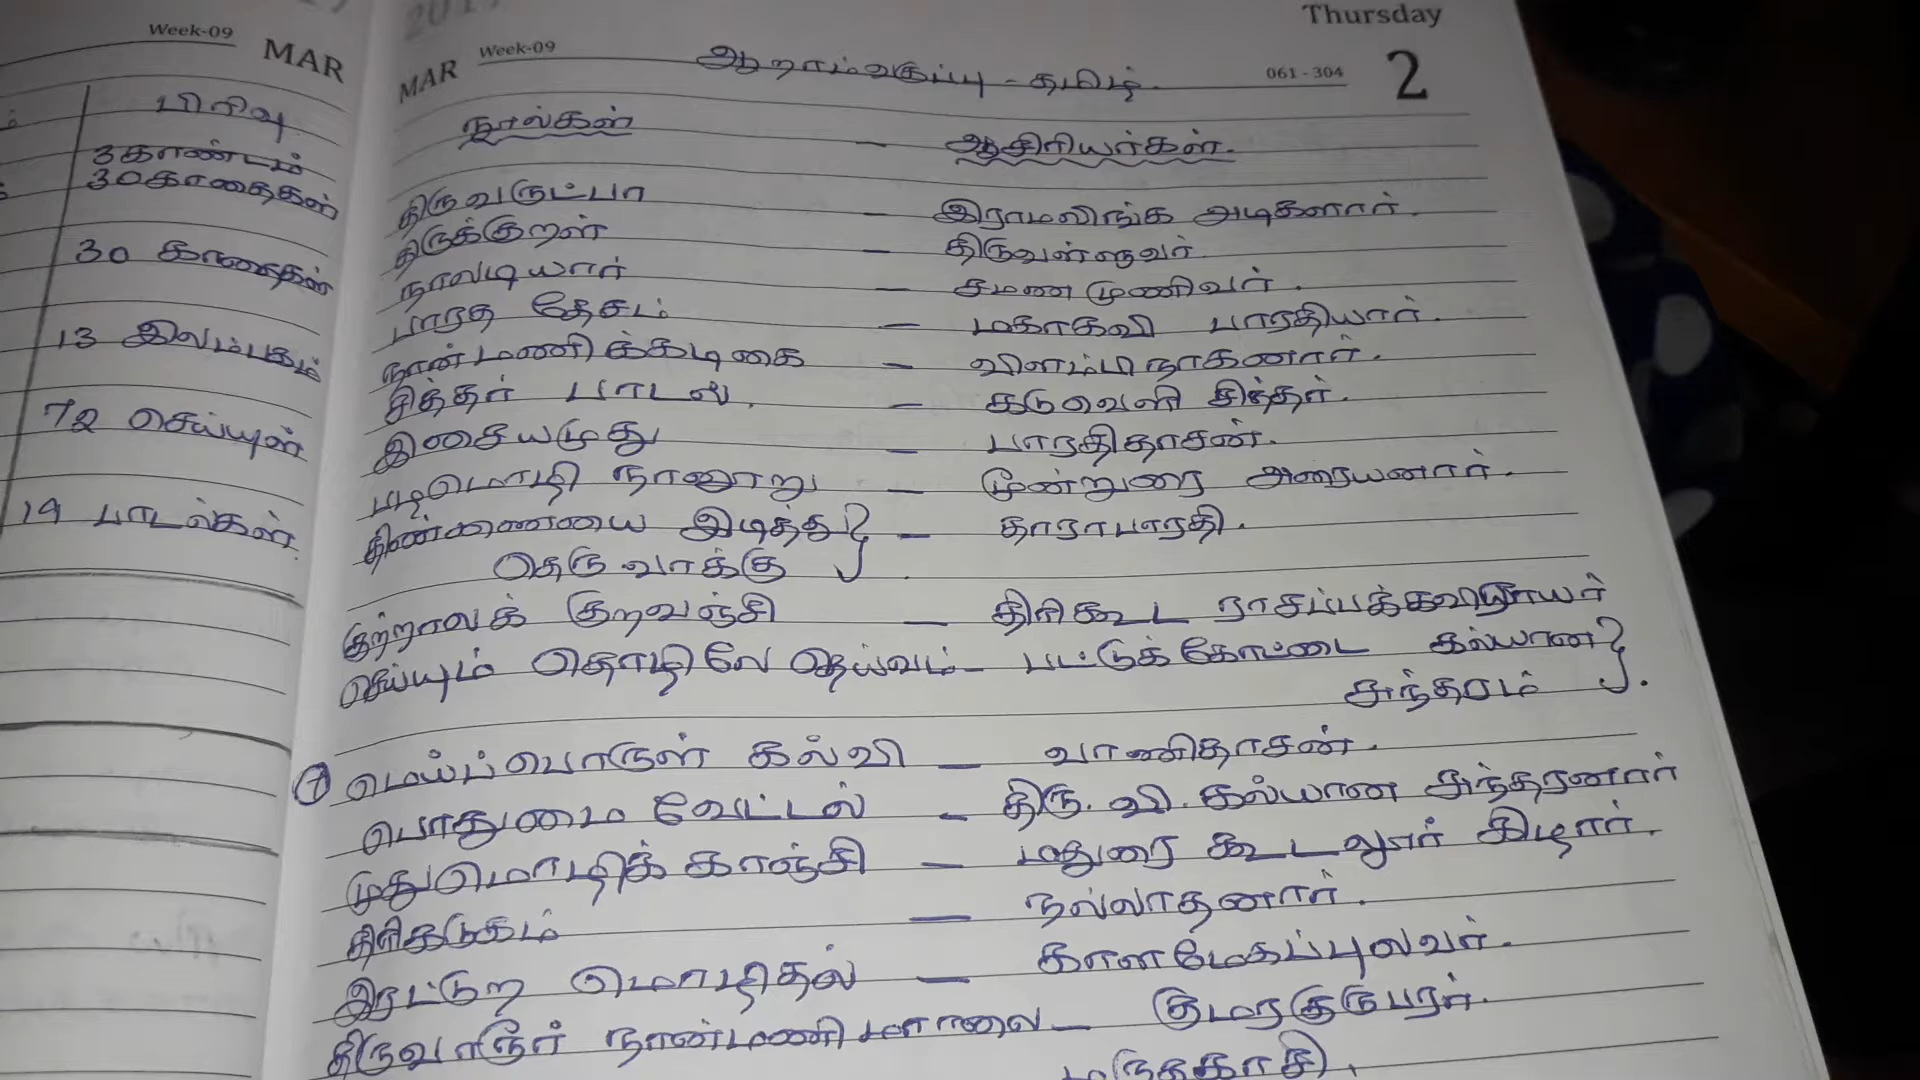 Week-09
MAR
பிரிவு
3 காண்டம்
30 காதைகள்
30 காதைகள்
13 இலம்பகம்
72 செய்யுள்
19 பாடல்கள்
Thursday
MAR Week-09 ஆறாம் வகுப்பு - தமிழ். 061 - 304 2
நூல்கள் - ஆசிரியர்கள்.
திருவருட்பா - இராமலிங்க அடிகளார்.
திருக்குறள் - திருவள்ளுவர்.
நாலடியார் - சமண முனிவர்.
பாரத தேசம் - மகாகவி பாரதியார்.
நான்மணிக்கடிகை - விளம்பி நாகனார்.
சித்தர் பாடல். - கடுவெளி சித்தர்.
இசையமுது - பாரதிதாசன்.
பழமொழி நானூறு - மூன்றுரை அரையனார்.
திண்ணையை இடித்து - தாராபாரதி.
தெருவாக்கு
குற்றாலக் குறவஞ்சி - திரிகூட ராசப்பக்கவிராயர்
செய்யும் தொழிலே தெய்வம் - பட்டுக்கோட்டை கல்யாண
சுந்தரம்.
7 மெய்ப்பொருள் கல்வி - வாணிதாசன்.
பொதுமை வேட்டல் - திரு. வி. கல்யாண சுந்தரனார்
முதுமொழிக் காஞ்சி - மதுரை கூடலூர் கிழார்.
திரிகடுகம் - நல்லாதனார்.
இரட்டுற மொழிதல் - காளமேகப்புலவர்.
திருவாரூர் நான்மணிமாலை - குமரகுருபரர்.
மருதகாசி.